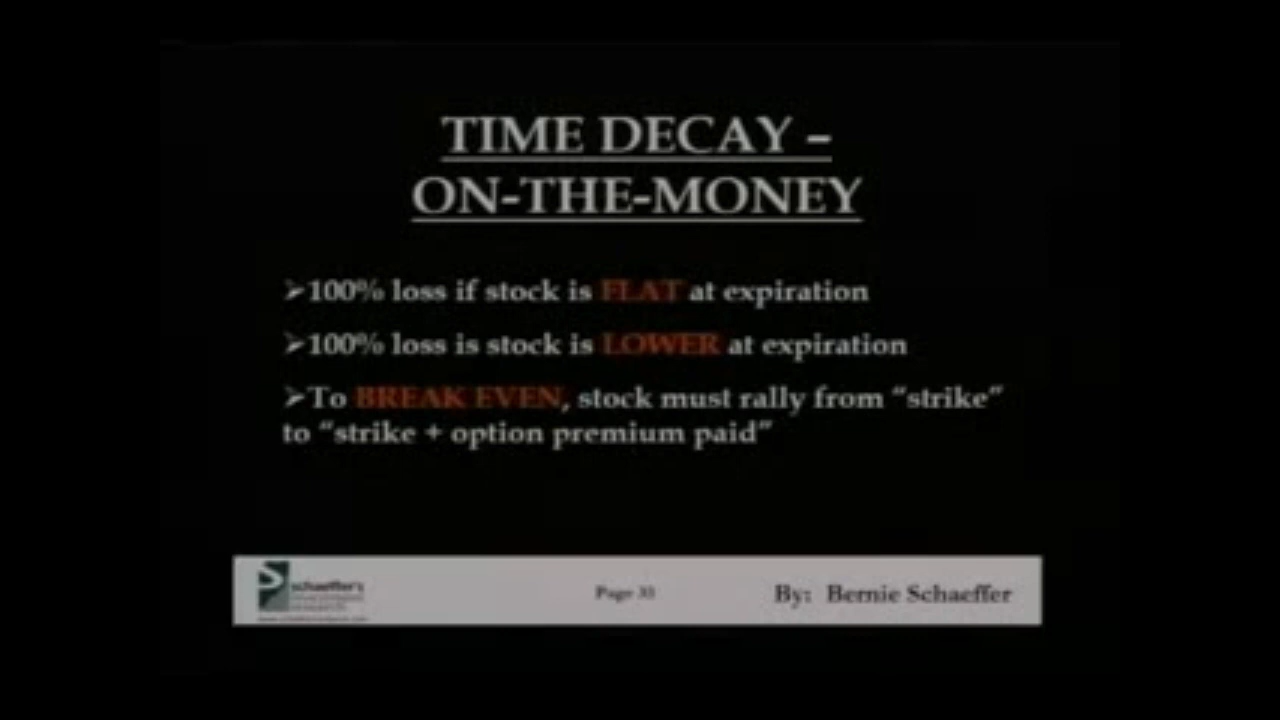 TIME DECAY –
ON-THE-MONEY
➢100% loss if stock is FLAT at expiration
➢100% loss is stock is LOWER at expiration
➢To BREAK EVEN, stock must rally from “strike”
to “strike + option premium paid”
schaeffer's
By: Bernie Schaeffer